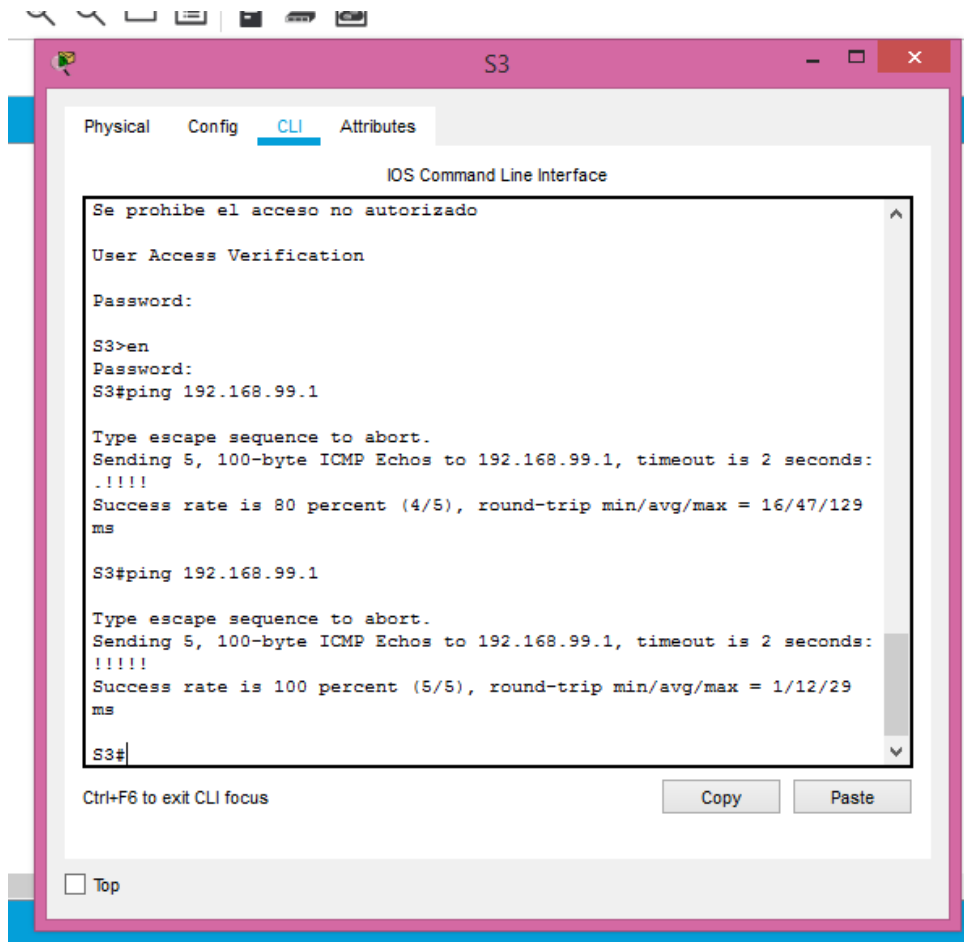 S3
Physical Config CLI Attributes
IOS Command Line Interface
Se prohibe el acceso no autorizado
User Access Verification
Password:
S3>en
Password:
S3#ping 192.168.99.1
Type escape sequence to abort.
Sending 5, 100-byte ICMP Echos to 192.168.99.1, timeout is 2 seconds:
.!!!!
Success rate is 80 percent (4/5), round-trip min/avg/max = 16/47/129
ms
S3#ping 192.168.99.1
Type escape sequence to abort.
Sending 5, 100-byte ICMP Echos to 192.168.99.1, timeout is 2 seconds:
!!!!!
Success rate is 100 percent (5/5), round-trip min/avg/max = 1/12/29
ms
S3#
Ctrl+F6 to exit CLI focus
Copy Paste
Top